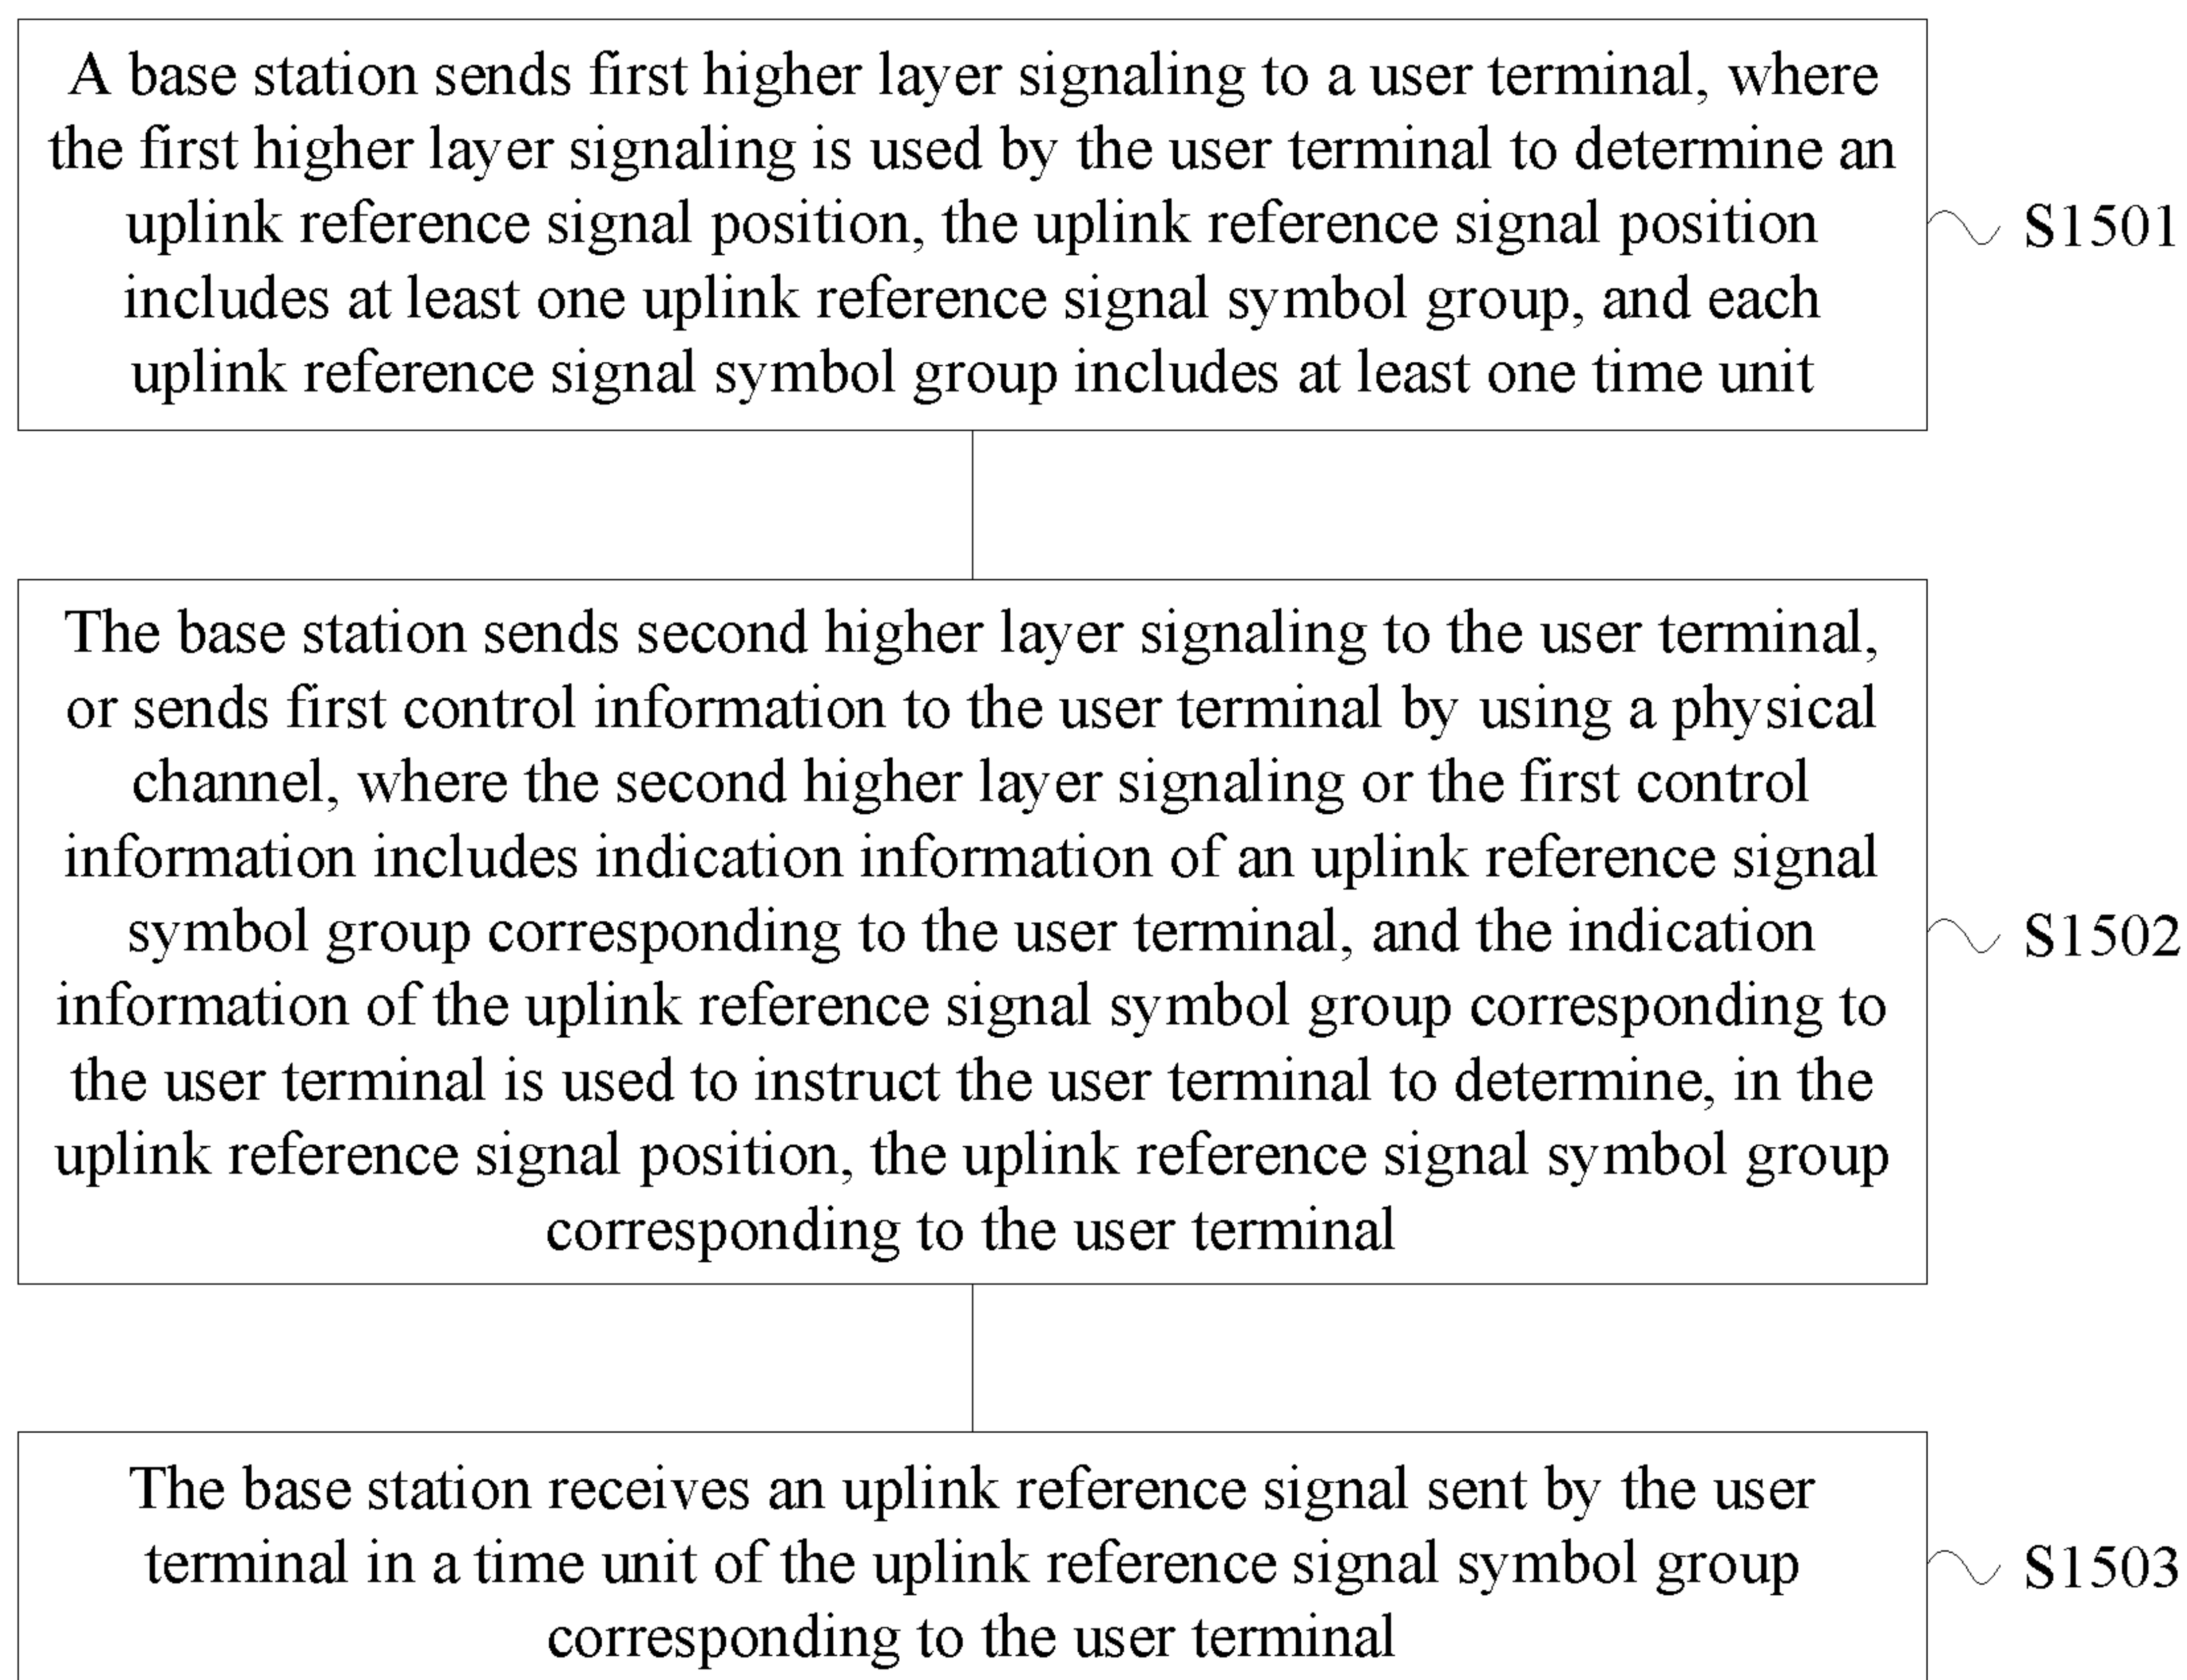 A base station sends first higher layer signaling to a user terminal, where
the first higher layer signaling is used by the user terminal to determine an
uplink reference signal position, the uplink reference signal position
includes at least one uplink reference signal symbol group, and each
uplink reference signal symbol group includes at least one time unit
S1501
The base station sends second higher layer signaling to the user terminal,
or sends first control information to the user terminal by using a physical
channel, where the second higher layer signaling or the first control
information includes indication information of an uplink reference signal
symbol group corresponding to the user terminal, and the indication
information of the uplink reference signal symbol group corresponding to
the user terminal is used to instruct the user terminal to determine, in the
uplink reference signal position, the uplink reference signal symbol group
corresponding to the user terminal
S1502
The base station receives an uplink reference signal sent by the user
terminal in a time unit of the uplink reference signal symbol group
corresponding to the user terminal
S1503